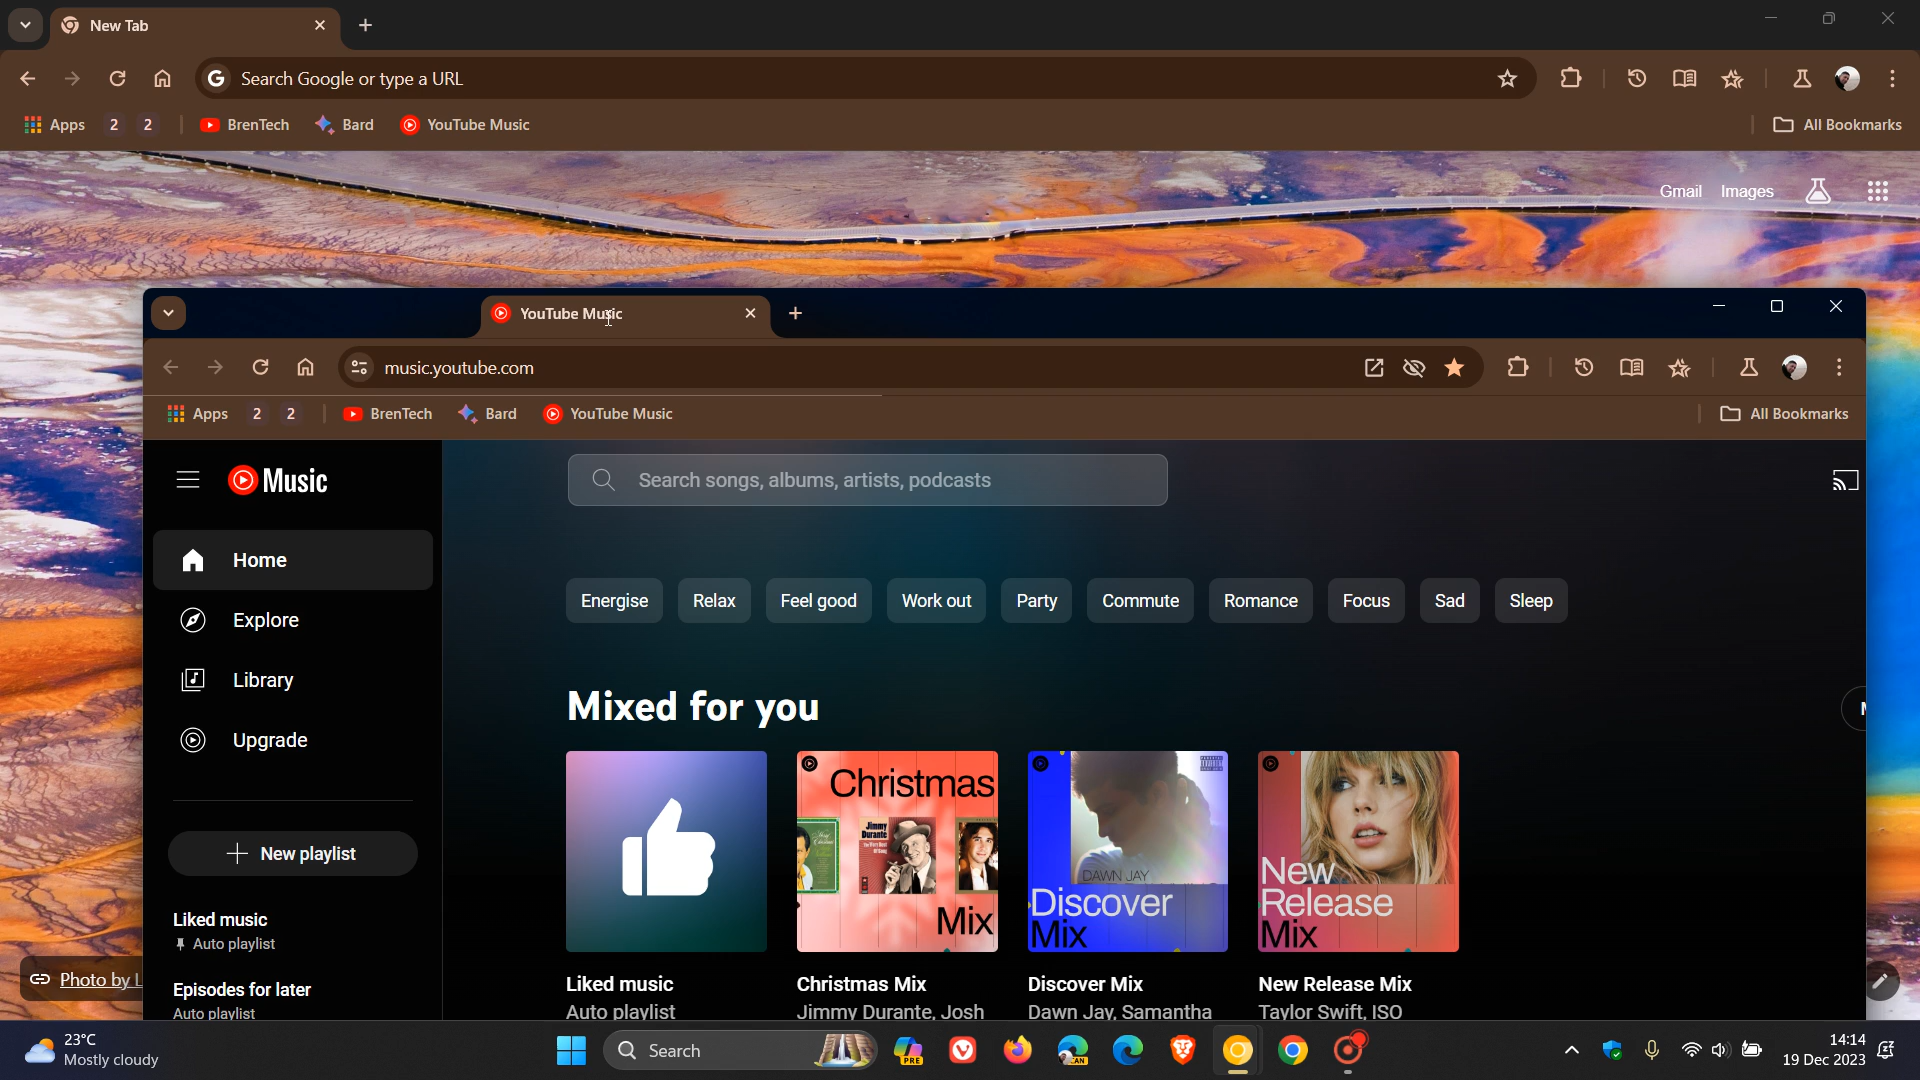 New Tab
Search Google or type a URL
Apps 2 2 BrenTech Bard YouTube Music All Bookmarks
Gmail Images
YouTube Music
music.youtube.com
Apps 2 2 BrenTech Bard YouTube Music All Bookmarks
Music
Search songs, albums, artists, podcasts
Home
Explore
Library
Upgrade
New playlist
Liked music
Auto playlist
Episodes for later
Auto playlist
Energise Relax Feel good Work out Party Commute Romance Focus Sad Sleep
Mixed for you
Christmas
Jimmy
Durante
Mix
DAWN JAY
Discover
Mix
New
Release
Mix
Liked music
Auto playlist
Christmas Mix
Jimmy Durante, Josh
Discover Mix
Dawn Jay, Samantha
New Release Mix
Taylor Swift, ISO
Photo by L
23°C
Mostly cloudy
Search
PRE
CAN
14:14
19 Dec 2023